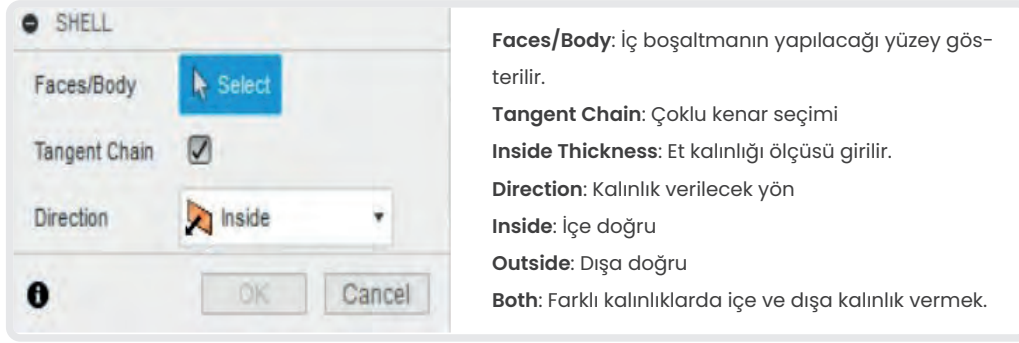 SHELL
Faces/Body Select
Tangent Chain
Direction Inside
OK Cancel
Faces/Body: İç boşaltmanın yapılacağı yüzey gös-
terilir.
Tangent Chain: Çoklu kenar seçimi
Inside Thickness: Et kalınlığı ölçüsü girilir.
Direction: Kalınlık verilecek yön
Inside: İçe doğru
Outside: Dışa doğru
Both: Farklı kalınlıklarda içe ve dışa kalınlık vermek.